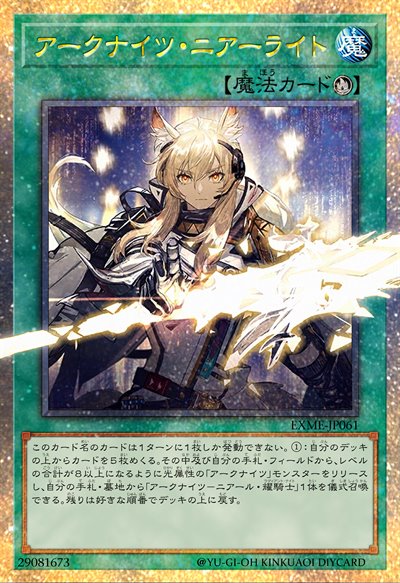 アークナイツ・ニアーライト
魔
【魔法カード】
EXME-JP061
このカード名のカードは1ターンに1枚しか発動できない。①:自分のデッキ
の上からカードを5枚めくる。その中及び自分の手札・フィールドから、レベル
の合計が8以上になるように光属性の「アークナイツ」モンスターをリリース
し、自分の手札・墓地から「アークナイツ－ニアール・耀騎士」1体を儀式召喚
できる。残りは好きな順番でデッキの上に戻す。
29081673
@YU-GI-OH KINKUAOI DIYCARD